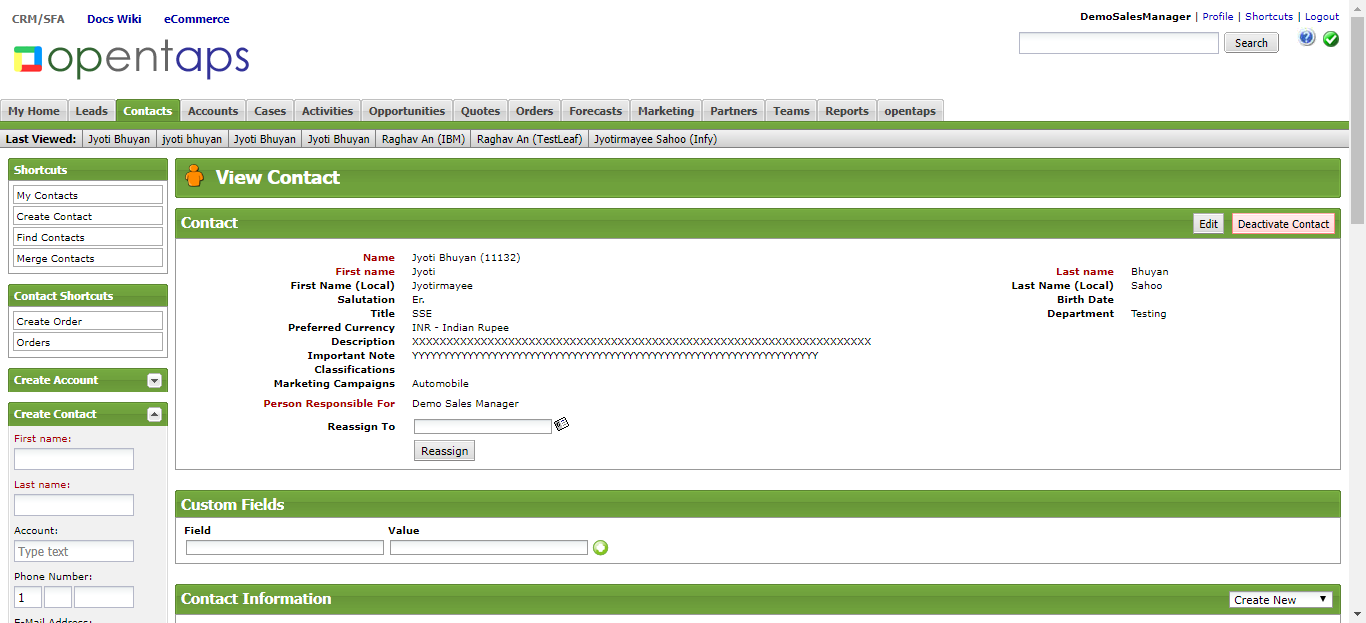 CRM/SFA Docs Wiki eCommerce
DemoSalesManager | Profile | Shortcuts | Logout
opentaps
Search
My Home Leads Contacts Accounts Cases Activities Opportunities Quotes Orders Forecasts Marketing Partners Teams Reports opentaps
Last Viewed: Jyoti Bhuyan jyoti bhuyan Jyoti Bhuyan Jyoti Bhuyan Raghav An (IBM) Raghav An (TestLeaf) Jyotirmayee Sahoo (Infy)
Shortcuts
My Contacts
Create Contact
Find Contacts
Merge Contacts
Contact Shortcuts
Create Order
Orders
Create Account
Create Contact
First name:
Last name:
Account:
Type text
Phone Number:
1
E-Mail Address:
View Contact
Contact
Edit Deactivate Contact
Name Jyoti Bhuyan (11132)
First name Jyoti Last name Bhuyan
First Name (Local) Jyotirmayee Last Name (Local) Sahoo
Salutation Er. Birth Date
Title SSE Department Testing
Preferred Currency INR - Indian Rupee
Description XXXXXXXXXXXXXXXXXXXXXXXXXXXXXXXXXXXXXXXXXXXXXXXXXXXXXXXXXXXXXXXXXX
Important Note YYYYYYYYYYYYYYYYYYYYYYYYYYYYYYYYYYYYYYYYYYYYYYYYYYYYYYYYYYYYYYYYYY
Classifications
Marketing Campaigns Automobile
Person Responsible For Demo Sales Manager
Reassign To
Reassign
Custom Fields
Field Value
Contact Information
Create New